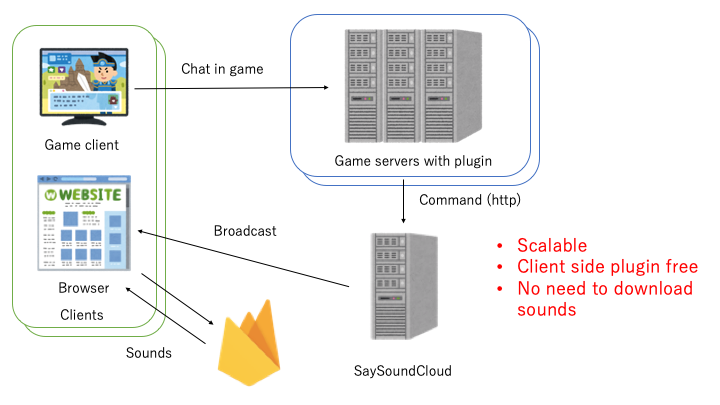 Chat in game
Game client
Game servers with plugin
Command (http)
WEBSITE
Broadcast
• Scalable
• Client side plugin free
• No need to download
sounds
Browser
Clients
Sounds
SaySoundCloud